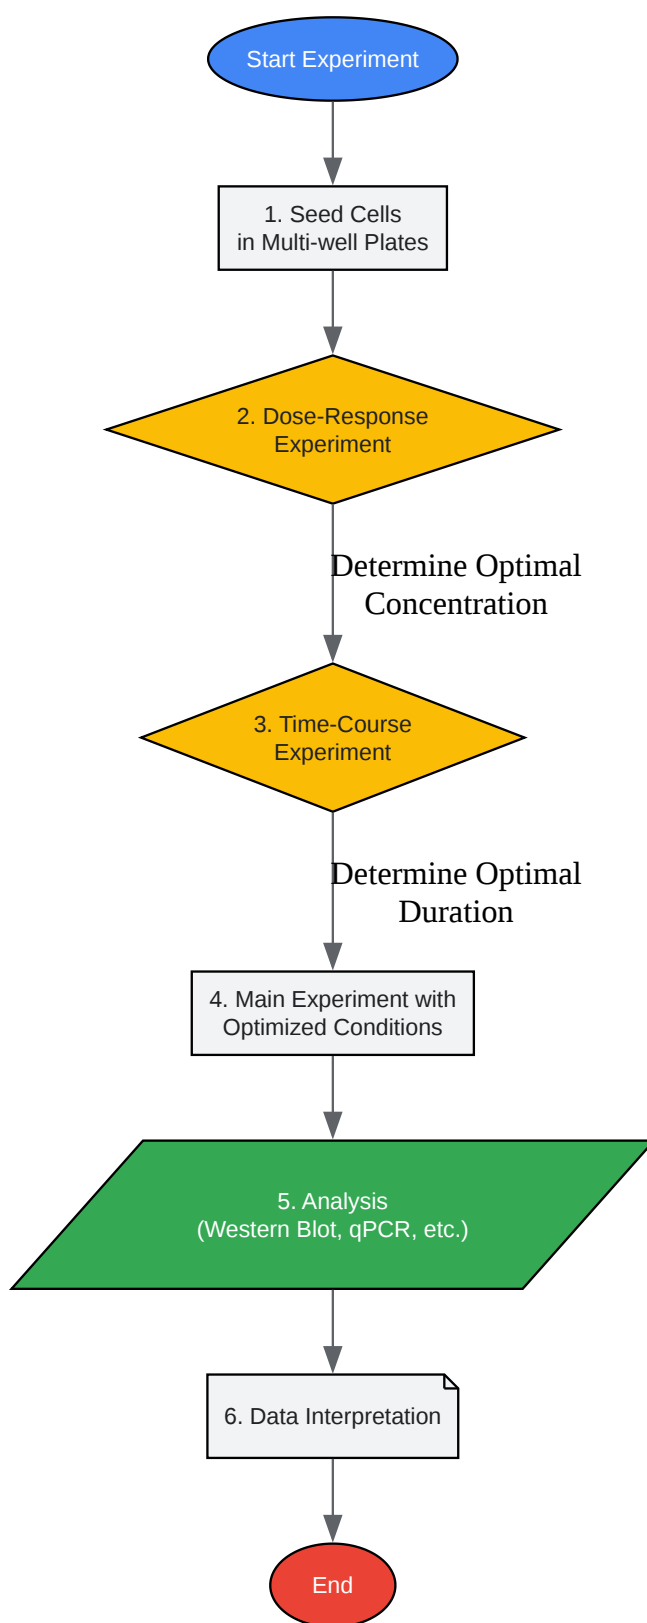 Start Experiment
1. Seed Cells
in Multi-well Plates
2. Dose-Response
Experiment
Determine Optimal
Concentration
3. Time-Course
Experiment
Determine Optimal
Duration
4. Main Experiment with
Optimized Conditions
5. Analysis
(Western Blot, qPCR, etc.)
6. Data Interpretation
End